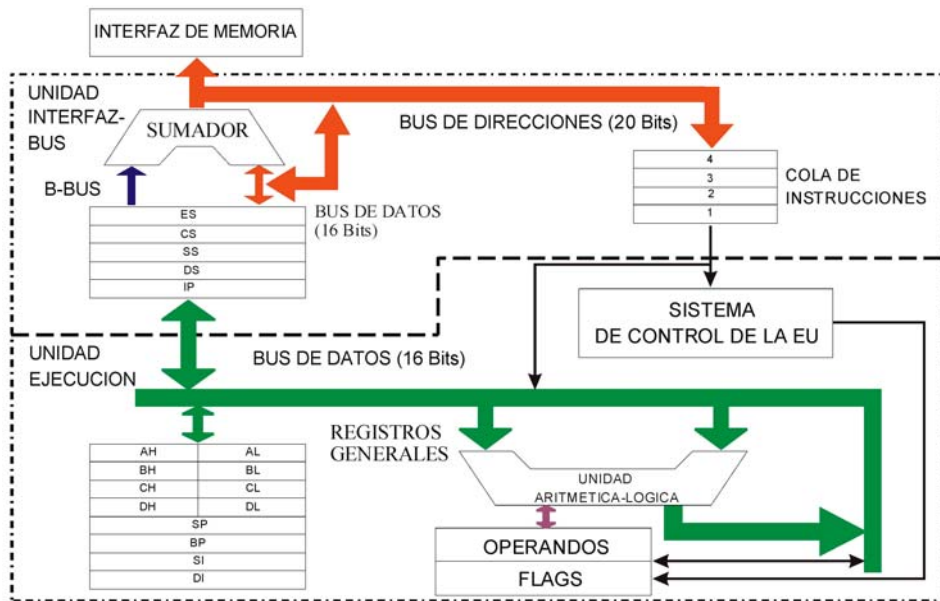 INTERFAZ DE MEMORIA
UNIDAD
INTERFAZ-
BUS
SUMADOR
BUS DE DIRECCIONES (20 Bits)
B-BUS
4
3
2
1
COLA DE
INSTRUCCIONES
ES
CS
SS
DS
IP
BUS DE DATOS
(16 Bits)
SISTEMA
DE CONTROL DE LA EU
UNIDAD
EJECUCION
BUS DE DATOS (16 Bits)
REGISTROS
GENERALES
AH AL
BH BL
CH CL
DH DL
SP
BP
SI
DI
UNIDAD
ARITMETICA-LOGICA
OPERANDOS
FLAGS